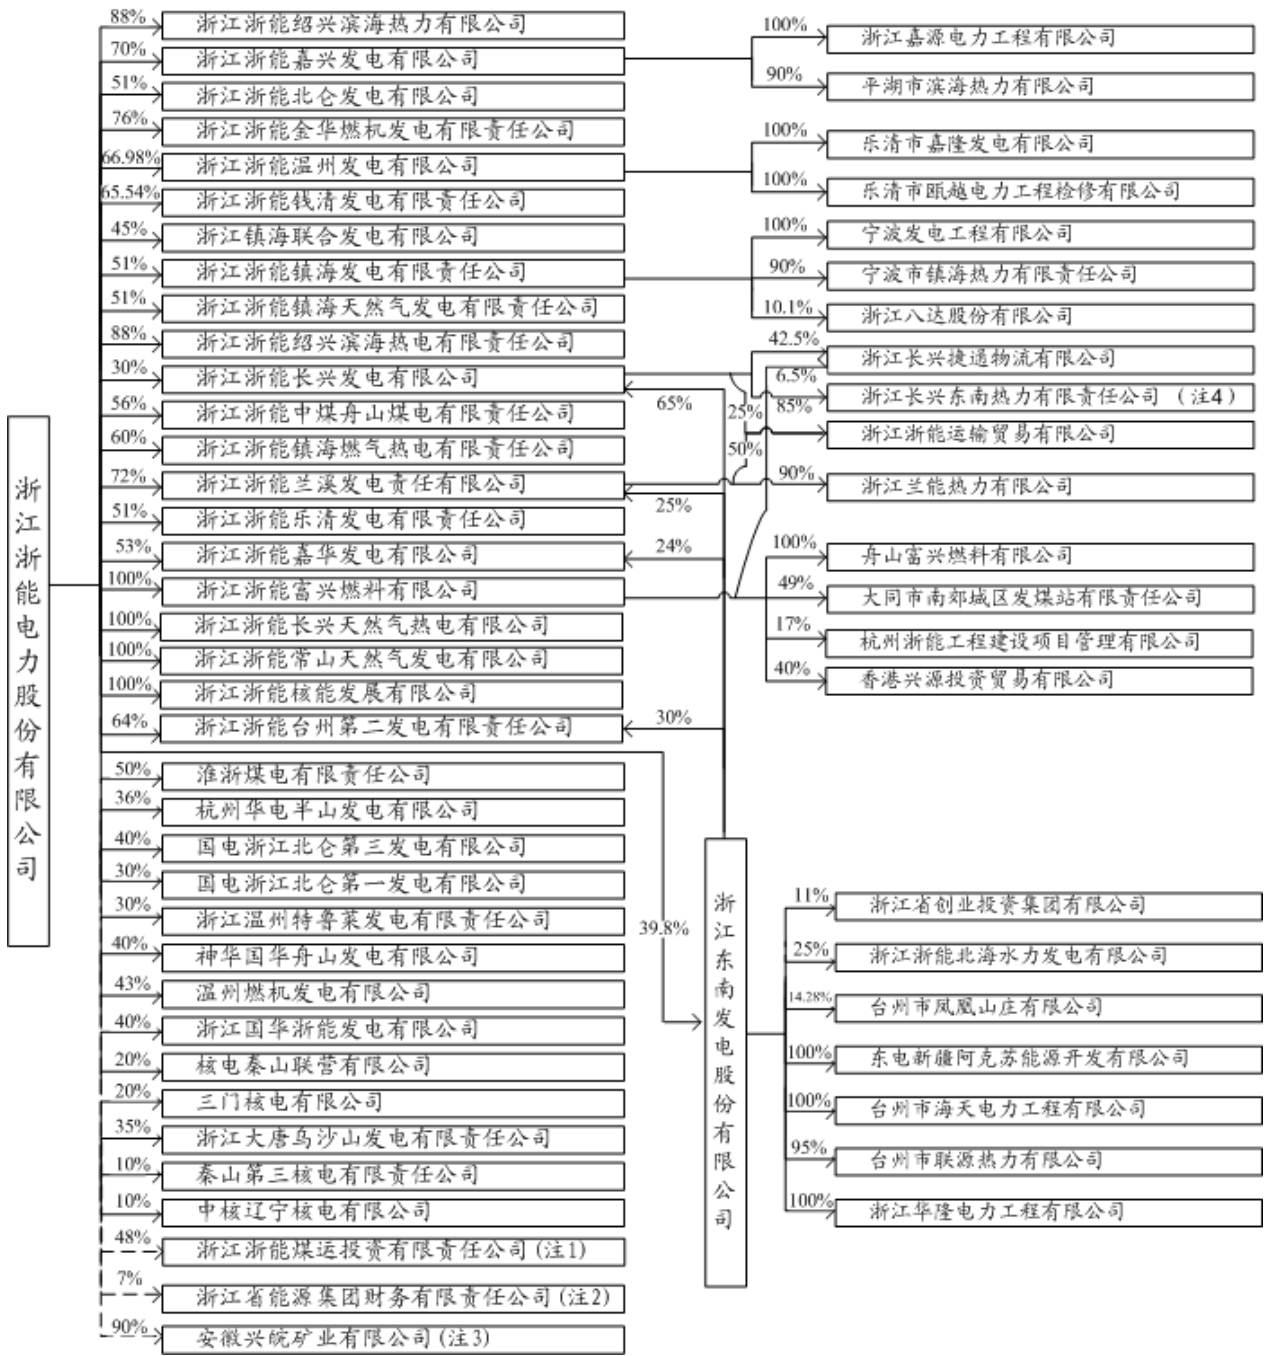 浙江浙能电力股份有限公司
88%
浙江浙能绍兴滨海热力有限公司
70%
浙江浙能嘉兴发电有限公司
51%
浙江浙能北仑发电有限公司
76%
浙江浙能金华燃机发电有限责任公司
66.98%
浙江浙能温州发电有限公司
65.54%
浙江浙能钱清发电有限责任公司
45%
浙江镇海联合发电有限公司
51%
浙江浙能镇海发电有限责任公司
51%
浙江浙能镇海天然气发电有限责任公司
88%
浙江浙能绍兴滨海热电有限责任公司
30%
浙江浙能长兴发电有限公司
56%
浙江浙能中煤舟山煤电有限责任公司
60%
浙江浙能镇海燃气热电有限责任公司
72%
浙江浙能兰溪发电责任有限公司
51%
浙江浙能乐清发电有限责任公司
53%
浙江浙能嘉华发电有限公司
100%
浙江浙能富兴燃料有限公司
100%
浙江浙能长兴天然气热电有限公司
100%
浙江浙能常山天然气发电有限公司
100%
浙江浙能核能发展有限公司
64%
浙江浙能台州第二发电有限责任公司
50%
淮浙煤电有限责任公司
36%
杭州华电半山发电有限公司
40%
国电浙江北仑第三发电有限公司
30%
国电浙江北仑第一发电有限公司
30%
浙江温州特鲁莱发电有限责任公司
40%
神华国华舟山发电有限公司
43%
温州燃机发电有限公司
40%
浙江国华浙能发电有限公司
20%
核电秦山联营有限公司
20%
三门核电有限公司
35%
浙江大唐乌沙山发电有限责任公司
10%
秦山第三核电有限责任公司
10%
中核辽宁核电有限公司
48%
浙江浙能煤运投资有限责任公司(注1)
7%
浙江省能源集团财务有限责任公司(注2)
90%
安徽兴皖矿业有限公司(注3)
100%
浙江嘉源电力工程有限公司
90%
平湖市滨海热力有限公司
100%
乐清市嘉隆发电有限公司
100%
乐清市瓯越电力工程检修有限公司
100%
宁波发电工程有限公司
90%
宁波市镇海热力有限责任公司
10.1%
浙江八达股份有限公司
42.5%
浙江长兴捷通物流有限公司
6.5%
浙江长兴东南热力有限责任公司（注4）
85%
25%
浙江浙能运输贸易有限公司
50%
90%
浙江兰能热力有限公司
65%
25%
24%
30%
100%
舟山富兴燃料有限公司
49%
大同市南郊城区发煤站有限责任公司
17%
杭州浙能工程建设项目管理有限公司
40%
香港兴源投资贸易有限公司
39.8%
浙江东南发电股份有限公司
11%
浙江省创业投资集团有限公司
25%
浙江浙能北海水力发电有限公司
14.28%
台州市凤凰山庄有限公司
100%
东电新疆阿克苏能源开发有限公司
100%
台州市海天电力工程有限公司
95%
台州市联源热力有限公司
100%
浙江华隆电力工程有限公司